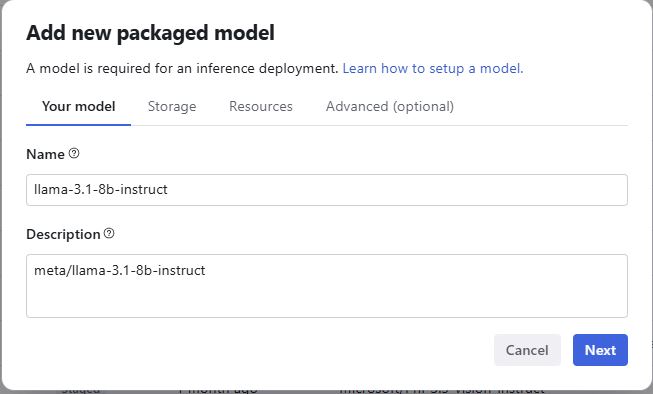 Add new packaged model
A model is required for an inference deployment. Learn how to setup a model.
Your model Storage Resources Advanced (optional)
Name
llama-3.1-8b-instruct
Description
meta/llama-3.1-8b-instruct
Cancel Next